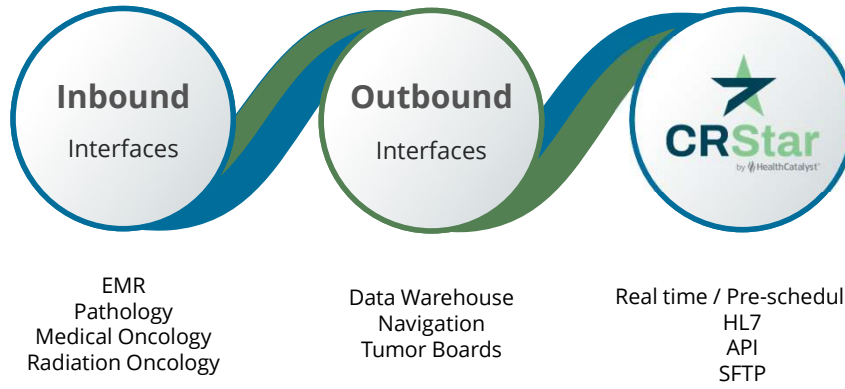 Inbound
Interfaces
Outbound
Interfaces
CRStar
by HealthCatalyst
EMR
Pathology
Medical Oncology
Radiation Oncology
Data Warehouse
Navigation
Tumor Boards
Real time / Pre-schedul
HL7
API
SFTP